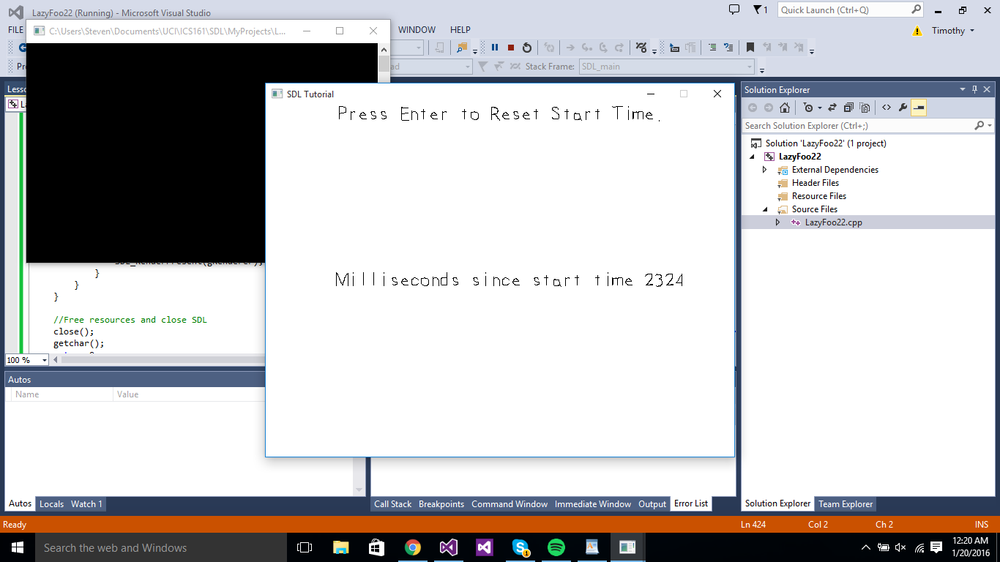 LazyFoo22 (Running) - Microsoft Visual Studio
1
Quick Launch (Ctrl+Q)
FILE
C:\Users\Steven\Documents\UCI\ICS161\SDL\MyProjects\L...
WINDOW HELP
Timothy
Stack Frame: SDL_main
SDL Tutorial
Press Enter to Reset Start Time.
Milliseconds since start time 2324
}
}
}
//Free resources and close SDL
close();
getchar();
100 %
Autos
Name Value
Autos Locals Watch 1
Call Stack Breakpoints Command Window Immediate Window Output Error List
Solution Explorer
Search Solution Explorer (Ctrl+;)
Solution 'LazyFoo22' (1 project)
LazyFoo22
External Dependencies
Header Files
Resource Files
Source Files
LazyFoo22.cpp
Solution Explorer Team Explorer
Ready Ln 424 Col 2 Ch 2 INS
Search the web and Windows
1
12:20 AM
1/20/2016